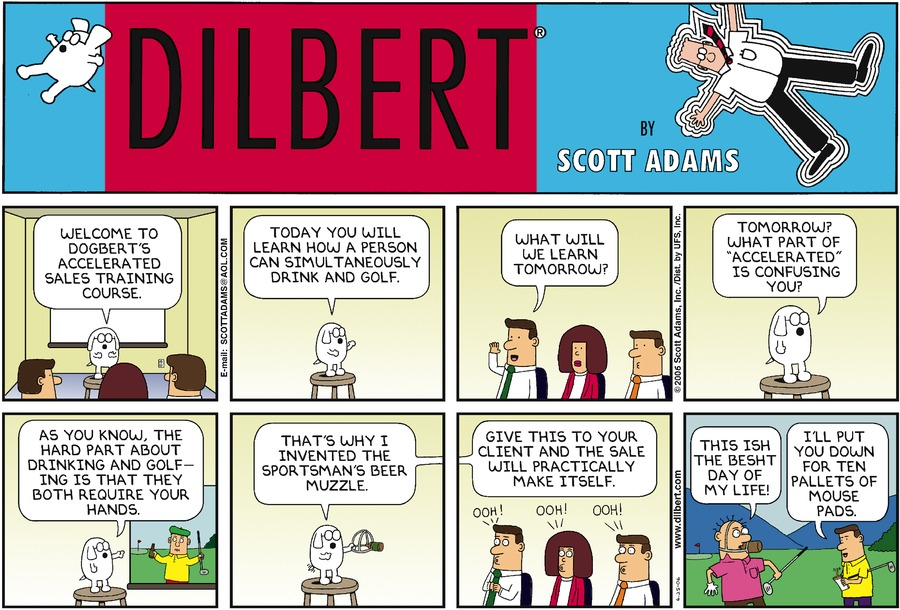 DILBERT®
BY
SCOTT ADAMS
WELCOME TO
DOGBERT'S
ACCELERATED
SALES TRAINING
COURSE.
E-mail: SCOTTADAMS@AOL.COM
TODAY YOU WILL
LEARN HOW A PERSON
CAN SIMULTANEOUSLY
DRINK AND GOLF.
WHAT WILL
WE LEARN
TOMORROW?
© 2006 Scott Adams, Inc./Dist. by UFS, Inc.
TOMORROW?
WHAT PART OF
"ACCELERATED"
IS CONFUSING
YOU?
AS YOU KNOW, THE
HARD PART ABOUT
DRINKING AND GOLF-
ING IS THAT THEY
BOTH REQUIRE YOUR
HANDS.
THAT'S WHY I
INVENTED THE
SPORTSMAN'S BEER
MUZZLE.
GIVE THIS TO YOUR
CLIENT AND THE SALE
WILL PRACTICALLY
MAKE ITSELF.
OOH!
OOH!
OOH!
www.dilbert.com
6-25-06
THIS ISH
THE BESHT
DAY OF
MY LIFE!
I'LL PUT
YOU DOWN
FOR TEN
PALLETS OF
MOUSE
PADS.